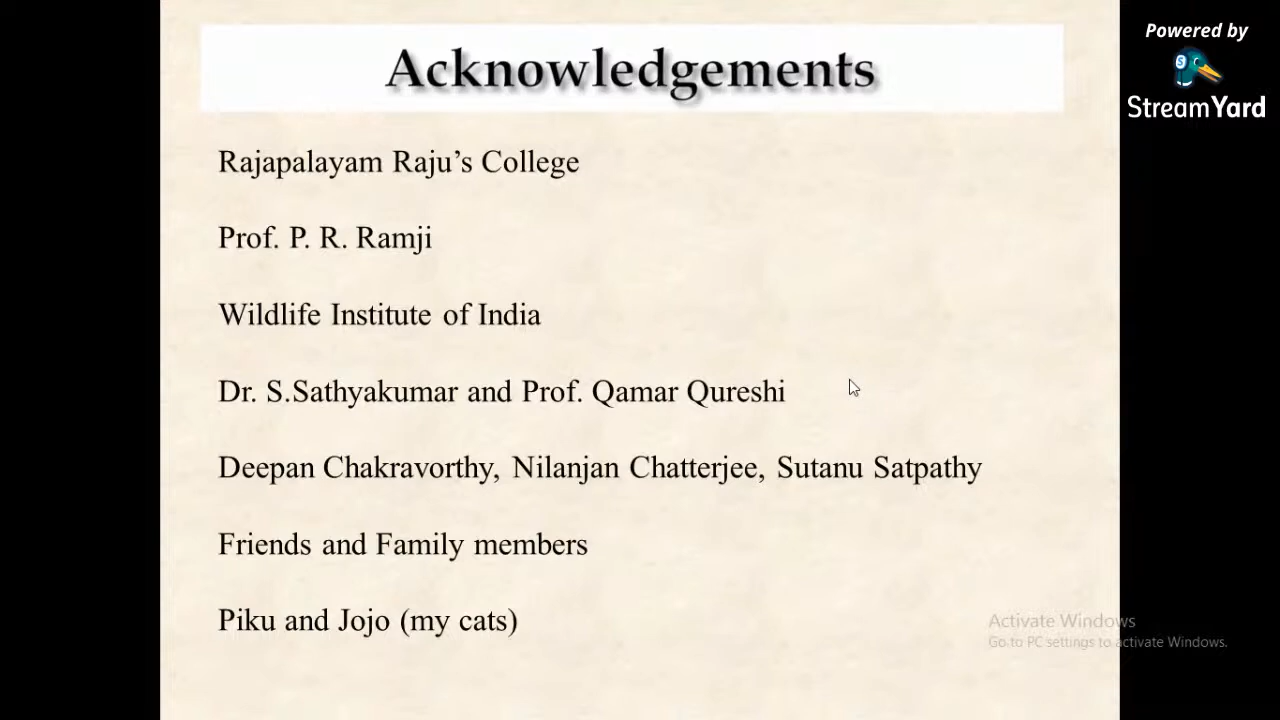 Acknowledgements
Powered by
StreamYard
Rajapalayam Raju's College
Prof. P. R. Ramji
Wildlife Institute of India
Dr. S.Sathyakumar and Prof. Qamar Qureshi
Deepan Chakravorthy, Nilanjan Chatterjee, Sutanu Satpathy
Friends and Family members
Piku and Jojo (my cats)
Activate Windows
Go to PC settings to activate Windows.